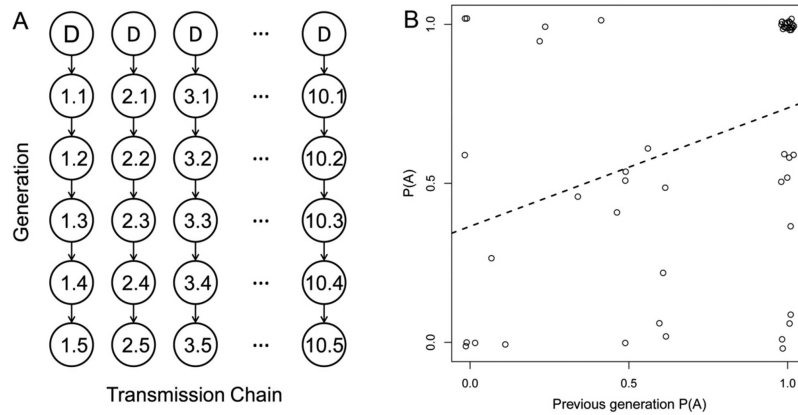 A
D D D ... D
1.1 2.1 3.1 ... 10.1
1.2 2.2 3.2 ... 10.2
1.3 2.3 3.3 ... 10.3
1.4 2.4 3.4 ... 10.4
1.5 2.5 3.5 ... 10.5
Generation
Transmission Chain
B
1.0
0.5
0.0
P(A)
0.0 0.5 1.0
Previous generation P(A)